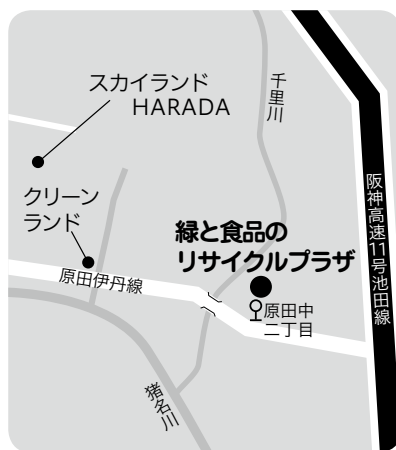 スカイランド
HARADA
千里川
阪神高速11号池田線
クリーン
ランド
緑と食品の
リサイクルプラザ
原田伊丹線
原田中
二丁目
猪名川